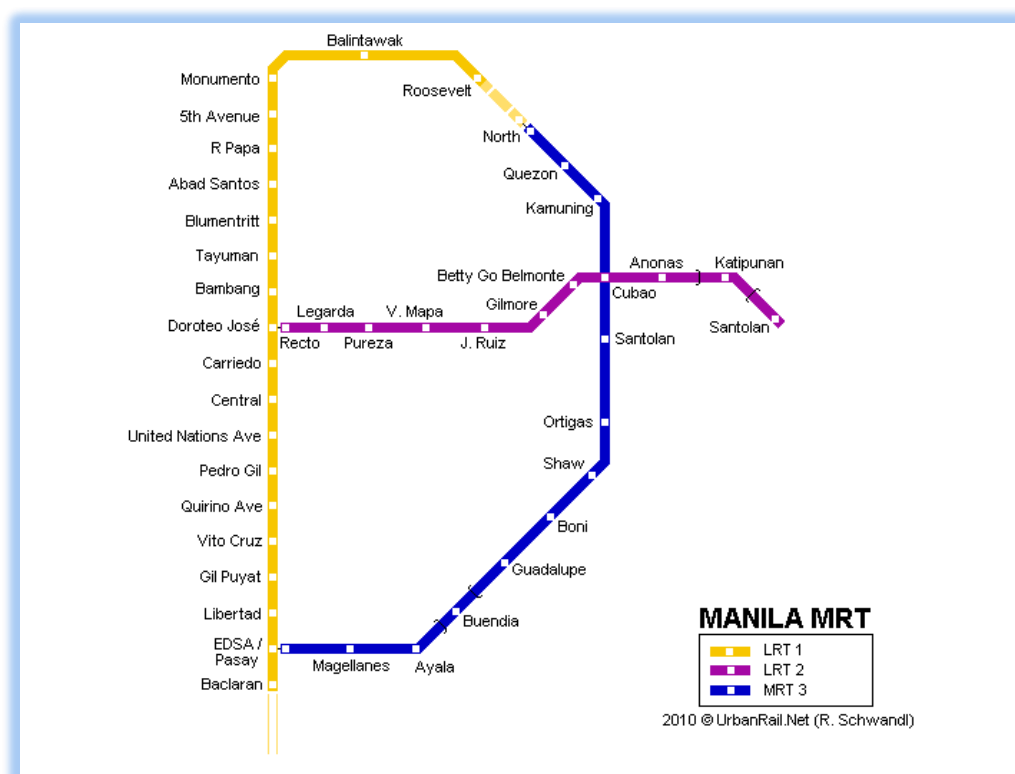 Balintawak
Monumento
Roosevelt
5th Avenue
North
R Papa
Quezon
Abad Santos
Kamuning
Blumentritt
Tayuman
Anonas
Katipunan
Betty Go Belmonte
Bambang
Cubao
Legarda
V. Mapa
Gilmore
Doroteo José
Santolan
Recto
Pureza
J. Ruiz
Santolan
Carriedo
Central
Ortigas
United Nations Ave
Shaw
Pedro Gil
Quirino Ave
Boni
Vito Cruz
Guadalupe
Gil Puyat
Libertad
Buendia
EDSA /
Pasay
Magellanes
Ayala
Baclaran
MANILA MRT
LRT 1
LRT 2
MRT 3
2010 © UrbanRail.Net (R. Schwandl)